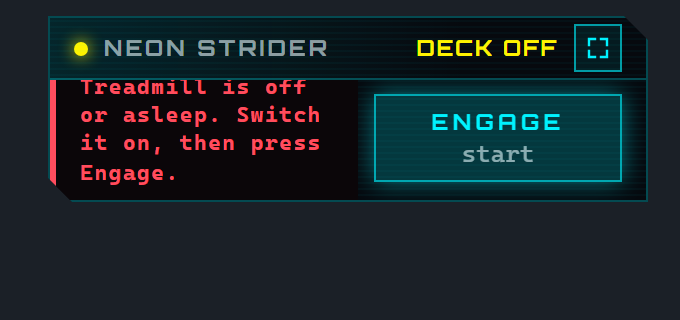 NEON STRIDER
DECK OFF
Treadmill is off
or asleep. Switch
it on, then press
Engage.
ENGAGE
start